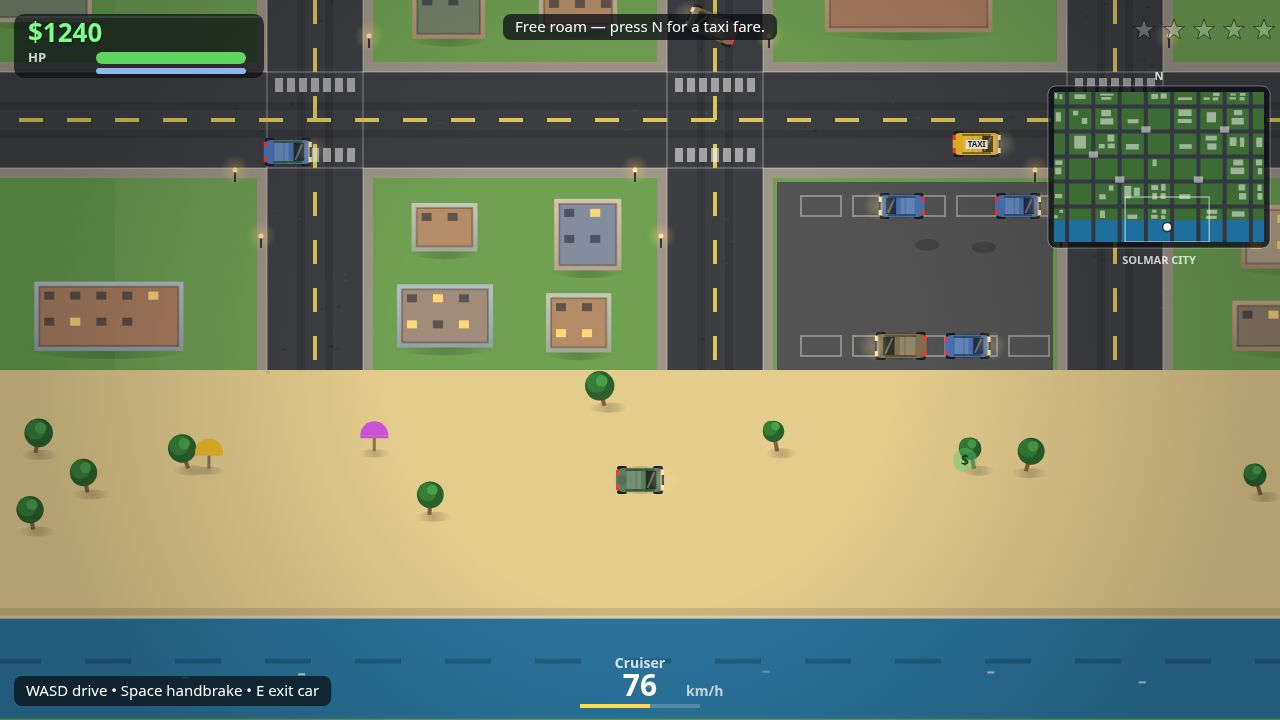 $1240
HP
Free roam — press N for a taxi fare.
N
TAXI
SOLMAR CITY
$
Cruiser
76 km/h
WASD drive • Space handbrake • E exit car